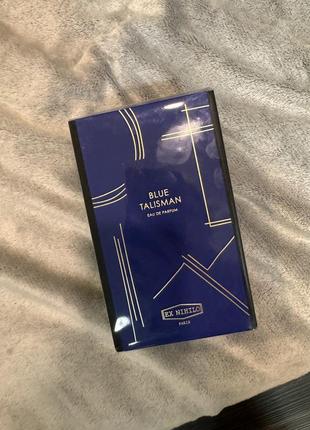 BLUE
TALISMAN
EAU DE PARFUM
EX NIHILO
PARIS